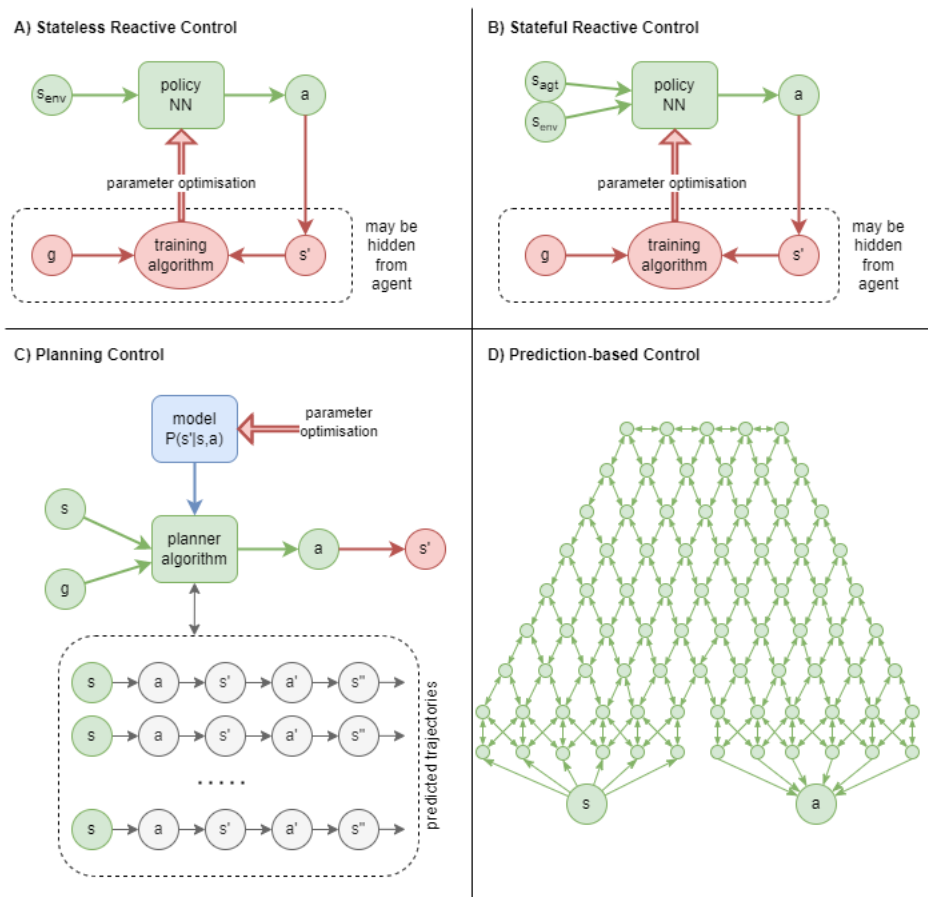 A) Stateless Reactive Control
s_env
policy
NN
a
parameter optimisation
g
training
algorithm
s'
may be
hidden
from
agent
B) Stateful Reactive Control
s_agt
s_env
policy
NN
a
parameter optimisation
g
training
algorithm
s'
may be
hidden
from
agent
C) Planning Control
model
P(s'|s,a)
parameter
optimisation
s
g
planner
algorithm
a
s'
s a s' a' s''
s a s' a' s''
.....
s a s' a' s''
predicted trajectories
D) Prediction-based Control
s
a